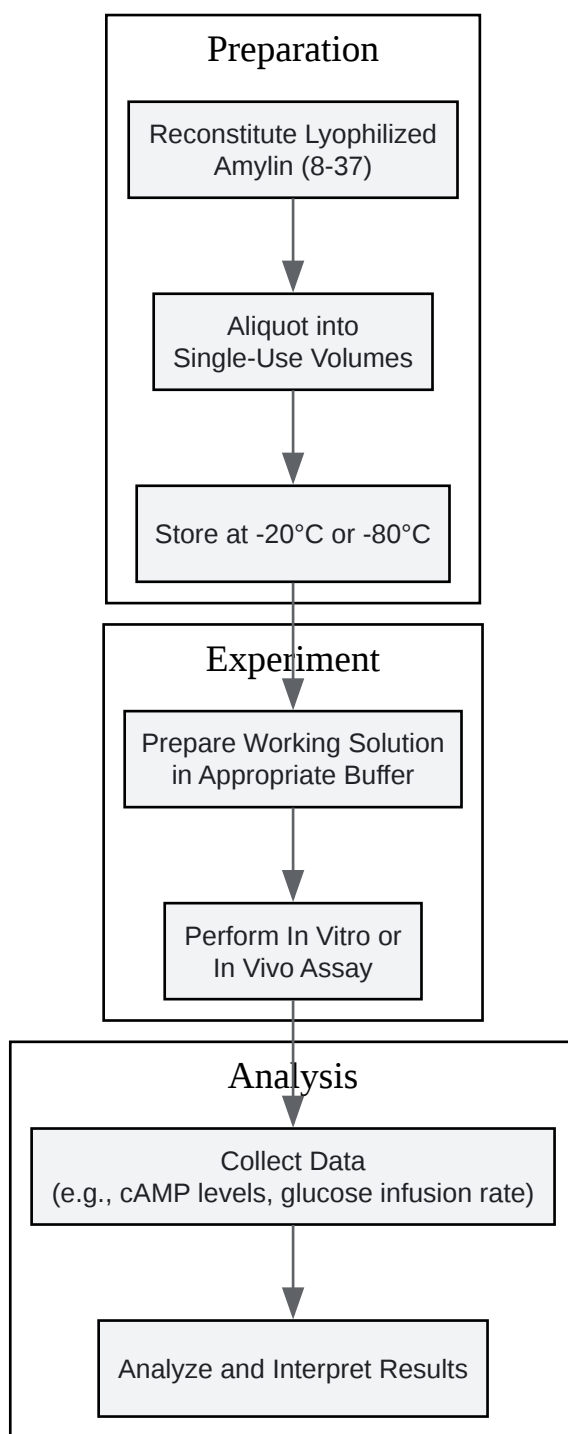 Preparation
Reconstitute Lyophilized
Amylin (8-37)
Aliquot into
Single-Use Volumes
Store at -20°C or -80°C
Experiment
Prepare Working Solution
in Appropriate Buffer
Perform In Vitro or
In Vivo Assay
Analysis
Collect Data
(e.g., cAMP levels, glucose infusion rate)
Analyze and Interpret Results